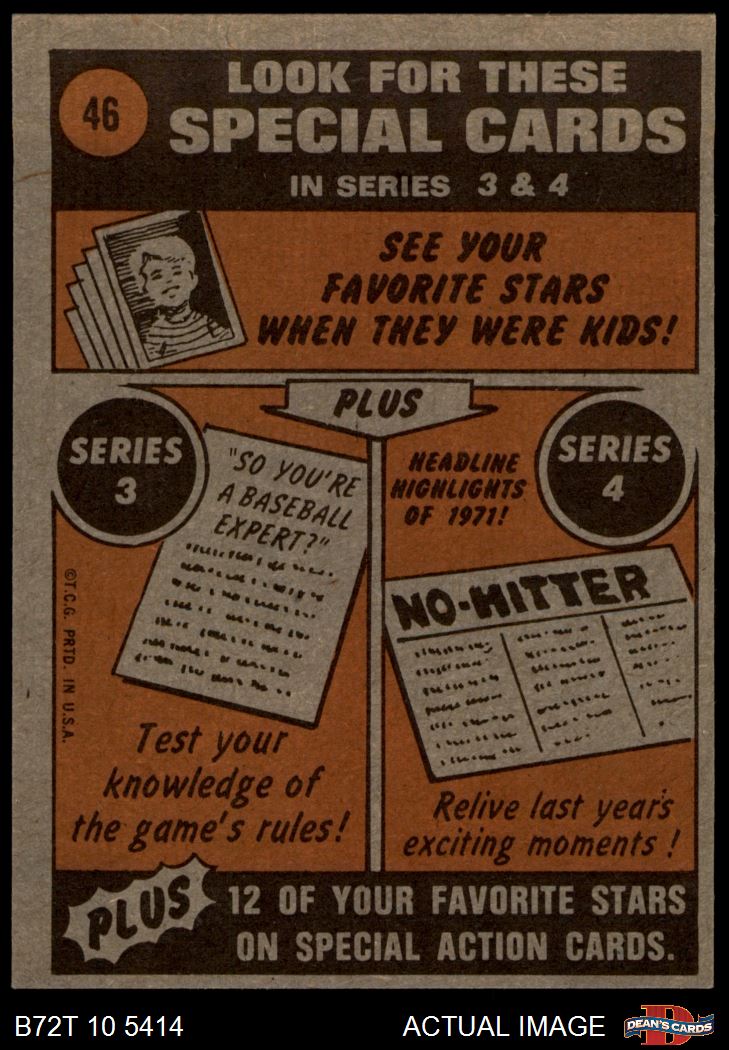 46
LOOK FOR THESE
SPECIAL CARDS
IN SERIES 3 & 4
SEE YOUR
FAVORITE STARS
WHEN THEY WERE KIDS!
PLUS
SERIES
3
"SO YOU'RE
A BASEBALL
EXPERT?"
HEADLINE
HIGHLIGHTS
OF 1971!
SERIES
4
NO-HITTER
©T.C.G. PRTD. IN U.S.A.
Test your
knowledge of
the game's rules!
Relive last year's
exciting moments!
PLUS
12 OF YOUR FAVORITE STARS
ON SPECIAL ACTION CARDS.
B72T 10 5414
ACTUAL IMAGE
D
DEAN'S CARDS